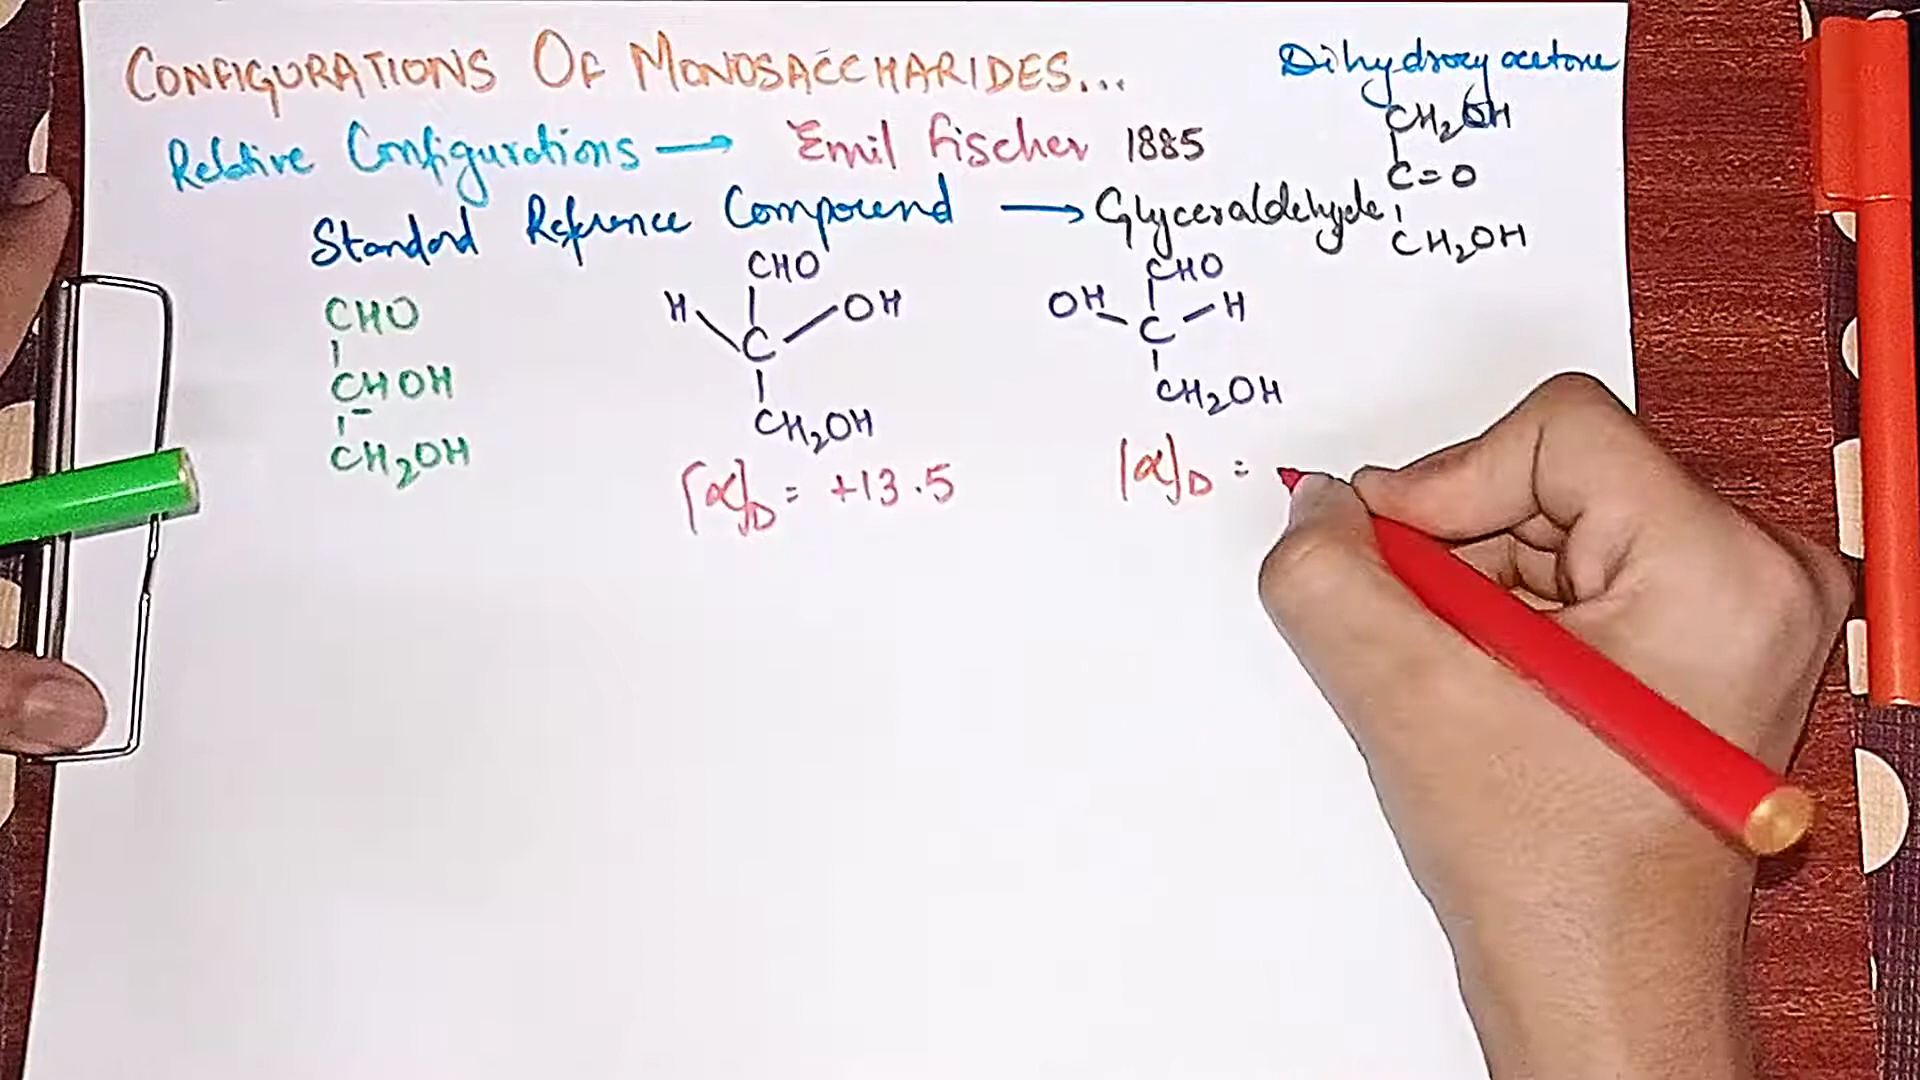 CONFIGURATIONS OF MONOSACCHARIDES...
Relative Configurations → Emil Fischer 1885
Standard Reference Compound → Glyceraldehyde
Dihydroxy acetone
CH₂OH
C=O
CH₂OH
CHO
CHOH
CH₂OH
CHO
H OH
C
CH₂OH
[α]D = +13.5
CHO
OH C H
CH₂OH
[α]D =